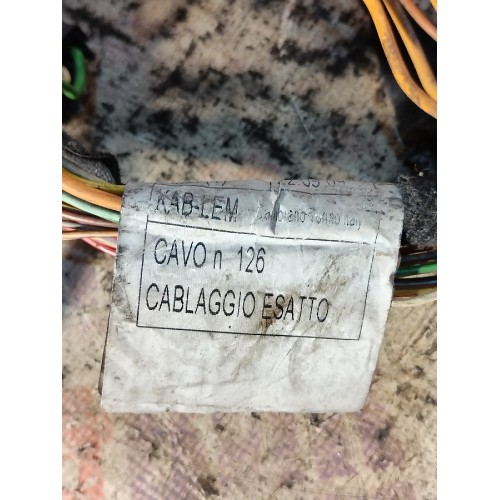 KAB-LEM
CAVO n 126
CABLAGGIO ESATTO